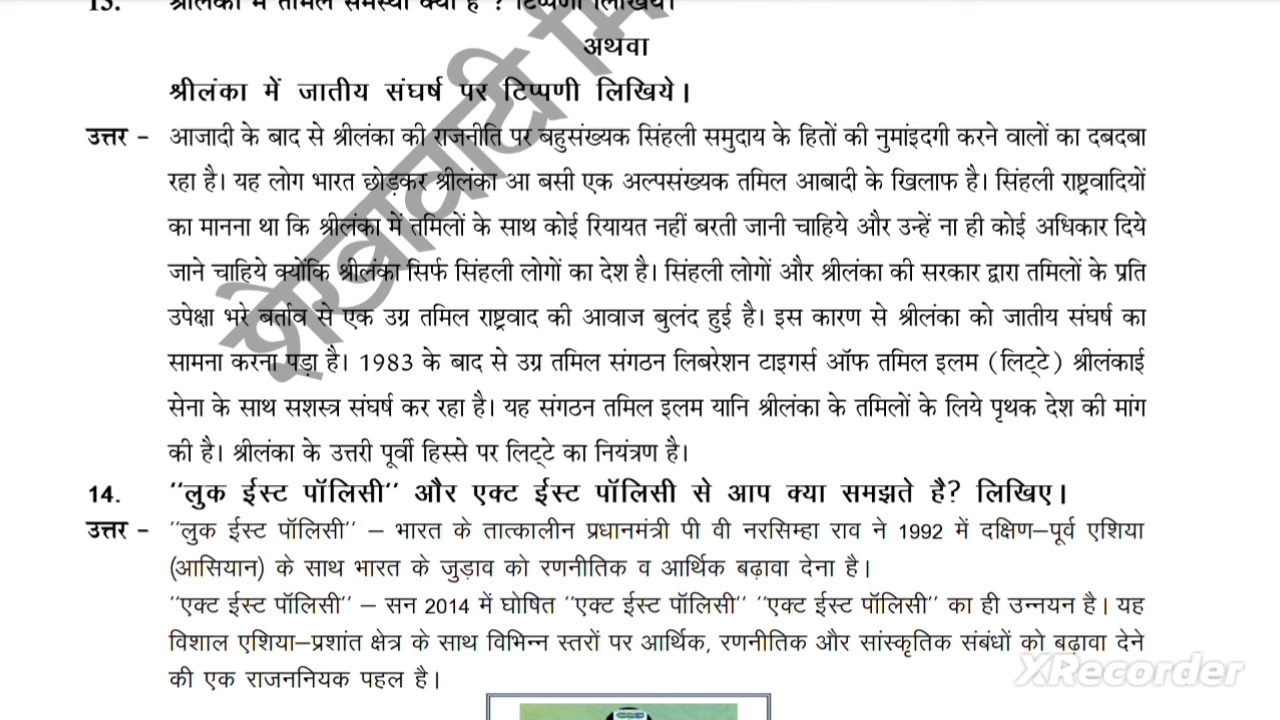 13. श्रीलंका में तमिल समस्या क्या है ? टिप्पणी लिखिये।
अथवा
श्रीलंका में जातीय संघर्ष पर टिप्पणी लिखिये।
उत्तर – आजादी के बाद से श्रीलंका की राजनीति पर बहुसंख्यक सिंहली समुदाय के हितों की नुमांइदगी करने वालों का दबदबा
रहा है। यह लोग भारत छोड़कर श्रीलंका आ बसी एक अल्पसंख्यक तमिल आबादी के खिलाफ है। सिंहली राष्ट्रवादियों
का मानना था कि श्रीलंका में तमिलों के साथ कोई रियायत नहीं बरती जानी चाहिये और उन्हें ना ही कोई अधिकार दिये
जाने चाहिये क्योंकि श्रीलंका सिर्फ सिंहली लोगों का देश है। सिंहली लोगों और श्रीलंका की सरकार द्वारा तमिलों के प्रति
उपेक्षा भरे बर्ताव से एक उग्र तमिल राष्ट्रवाद की आवाज बुलंद हुई है। इस कारण से श्रीलंका को जातीय संघर्ष का
सामना करना पड़ा है। 1983 के बाद से उग्र तमिल संगठन लिबरेशन टाइगर्स ऑफ तमिल इलम (लिट्टे) श्रीलंकाई
सेना के साथ सशस्त्र संघर्ष कर रहा है। यह संगठन तमिल इलम यानि श्रीलंका के तमिलों के लिये पृथक देश की मांग
की है। श्रीलंका के उत्तरी पूर्वी हिस्से पर लिट्टे का नियंत्रण है।
14. "लुक ईस्ट पॉलिसी" और एक्ट ईस्ट पॉलिसी से आप क्या समझते है? लिखिए।
उत्तर – "लुक ईस्ट पॉलिसी" – भारत के तात्कालीन प्रधानमंत्री पी वी नरसिम्हा राव ने 1992 में दक्षिण–पूर्व एशिया
(आसियान) के साथ भारत के जुड़ाव को रणनीतिक व आर्थिक बढ़ावा देना है।
"एक्ट ईस्ट पॉलिसी" – सन 2014 में घोषित "एक्ट ईस्ट पॉलिसी" "एक्ट ईस्ट पॉलिसी" का ही उन्नयन है। यह
विशाल एशिया–प्रशांत क्षेत्र के साथ विभिन्न स्तरों पर आर्थिक, रणनीतिक और सांस्कृतिक संबंधों को बढ़ावा देने
की एक राजननियक पहल है।
शेखावाटी मि
XRecorder